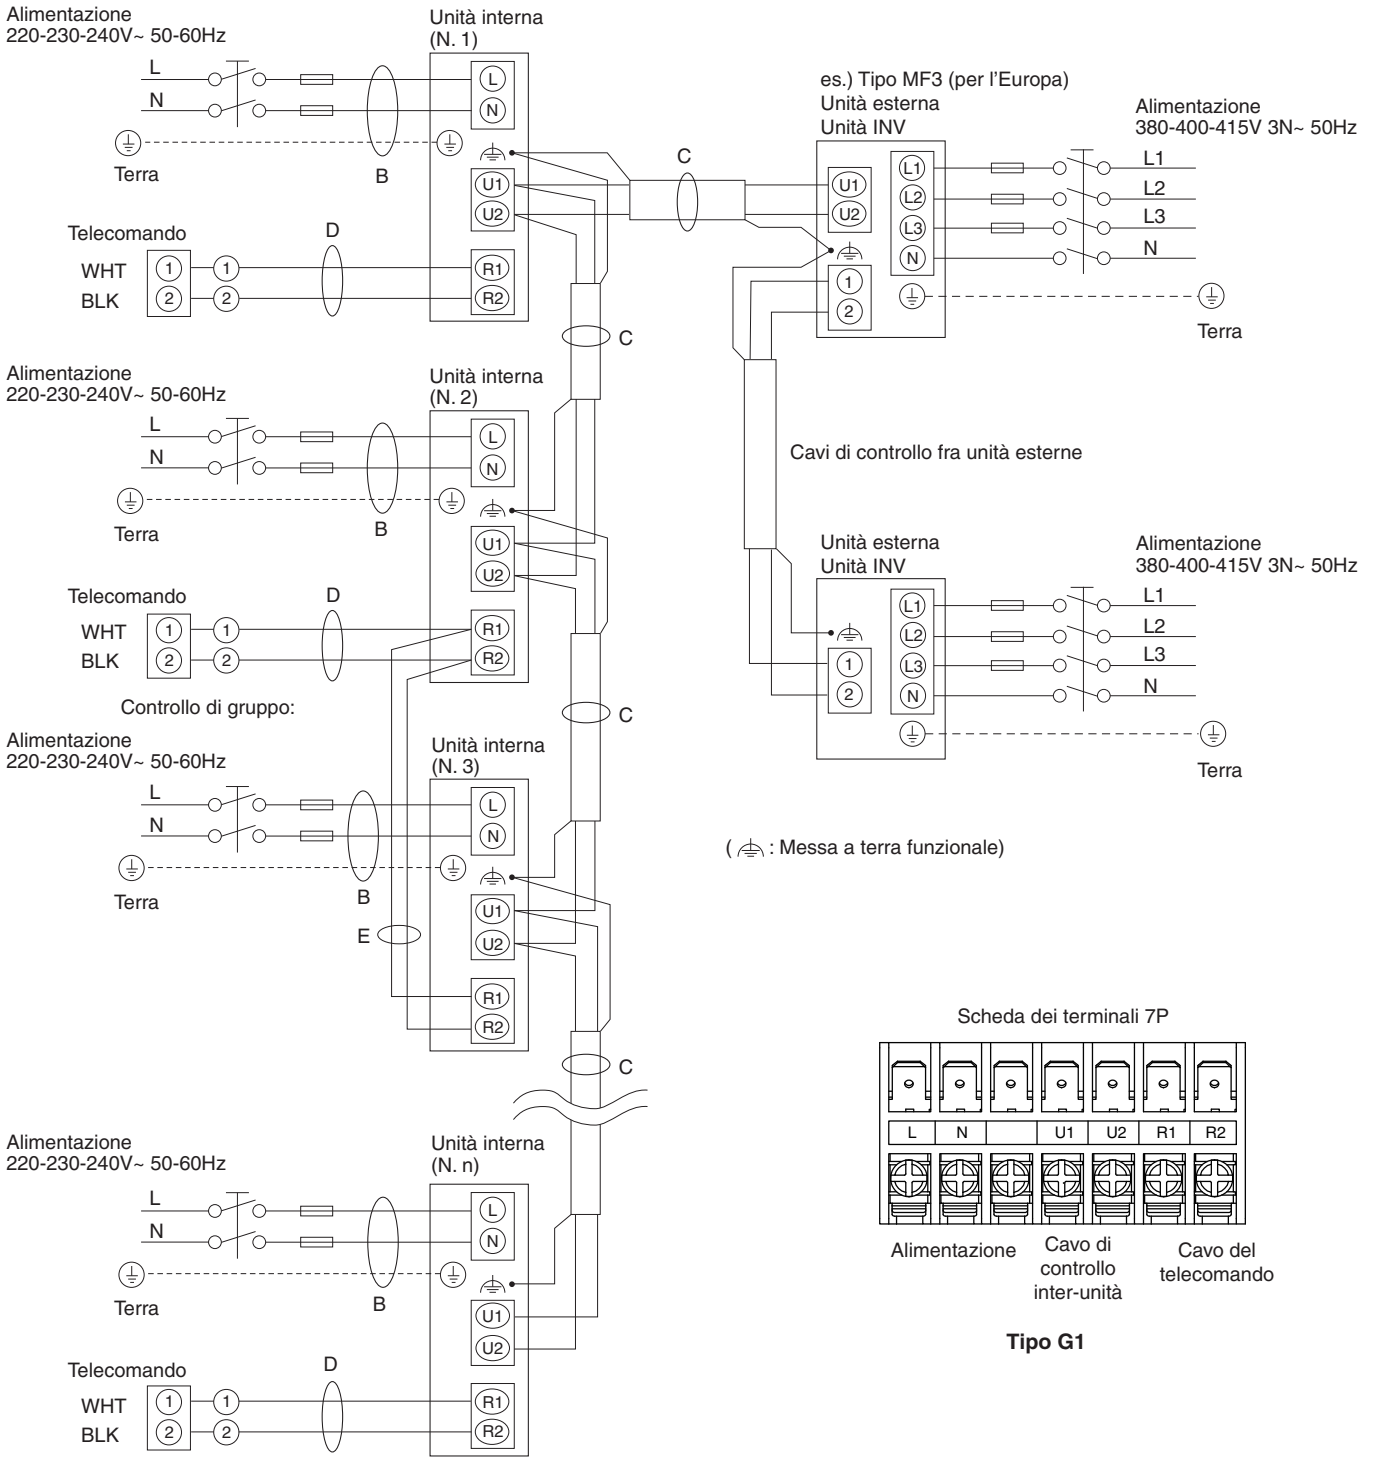 Alimentazione
220-230-240V~ 50-60Hz
L
N
Terra
B
Unità interna
(N. 1)
L
N
U1
U2
R1
R2
Telecomando
WHT
BLK
1
2
1
2
D
C
C
es.) Tipo MF3 (per l'Europa)
Unità esterna
Unità INV
U1
U2
1
2
L1
L2
L3
N
Alimentazione
380-400-415V 3N~ 50Hz
L1
L2
L3
N
Terra
Alimentazione
220-230-240V~ 50-60Hz
L
N
Terra
B
Unità interna
(N. 2)
L
N
U1
U2
R1
R2
Telecomando
WHT
BLK
1
2
1
2
D
C
Cavi di controllo fra unità esterne
Unità esterna
Unità INV
1
2
L1
L2
L3
N
Alimentazione
380-400-415V 3N~ 50Hz
L1
L2
L3
N
Terra
Controllo di gruppo:
Alimentazione
220-230-240V~ 50-60Hz
L
N
Terra
B
E
Unità interna
(N. 3)
L
N
U1
U2
R1
R2
C
( : Messa a terra funzionale)
Alimentazione
220-230-240V~ 50-60Hz
L
N
Terra
B
Unità interna
(N. n)
L
N
U1
U2
R1
R2
Telecomando
WHT
BLK
1
2
1
2
D
Scheda dei terminali 7P
L N U1 U2 R1 R2
Alimentazione
Cavo di
controllo
inter-unità
Cavo del
telecomando
Tipo G1